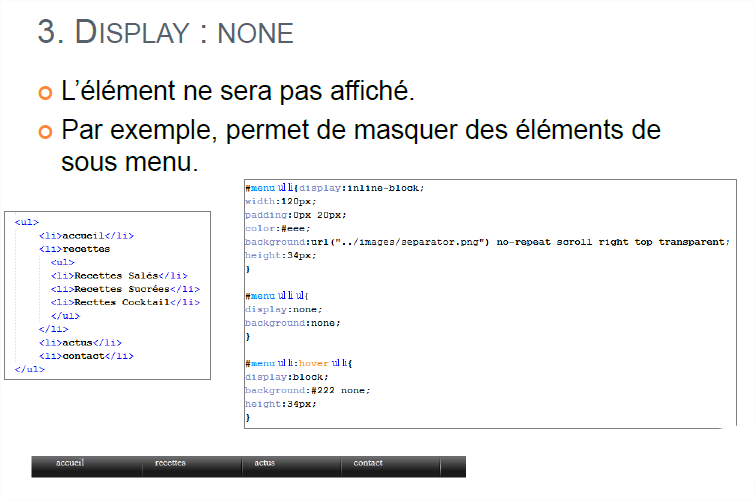 3. DISPLAY : NONE
L'élément ne sera pas affiché.
Par exemple, permet de masquer des éléments de
sous menu.
<ul>
<li>accueil</li>
<li>recettes
<ul>
<li>Recettes Salés</li>
<li>Recettes Sucrées</li>
<li>Recttes Cocktail</li>
</ul>
</li>
<li>actus</li>
<li>contact</li>
</ul>
#menu ul li{display:inline-block;
width:120px;
padding:0px 20px;
color:#eee;
background:url("../images/separator.png") no-repeat scroll right top transparent;
height:34px;
}
#menu ul li ul{
display:none;
background:none;
}
#menu ul li:hover ul li{
display:block;
background:#222 none;
height:34px;
}
accueil recettes actus contact